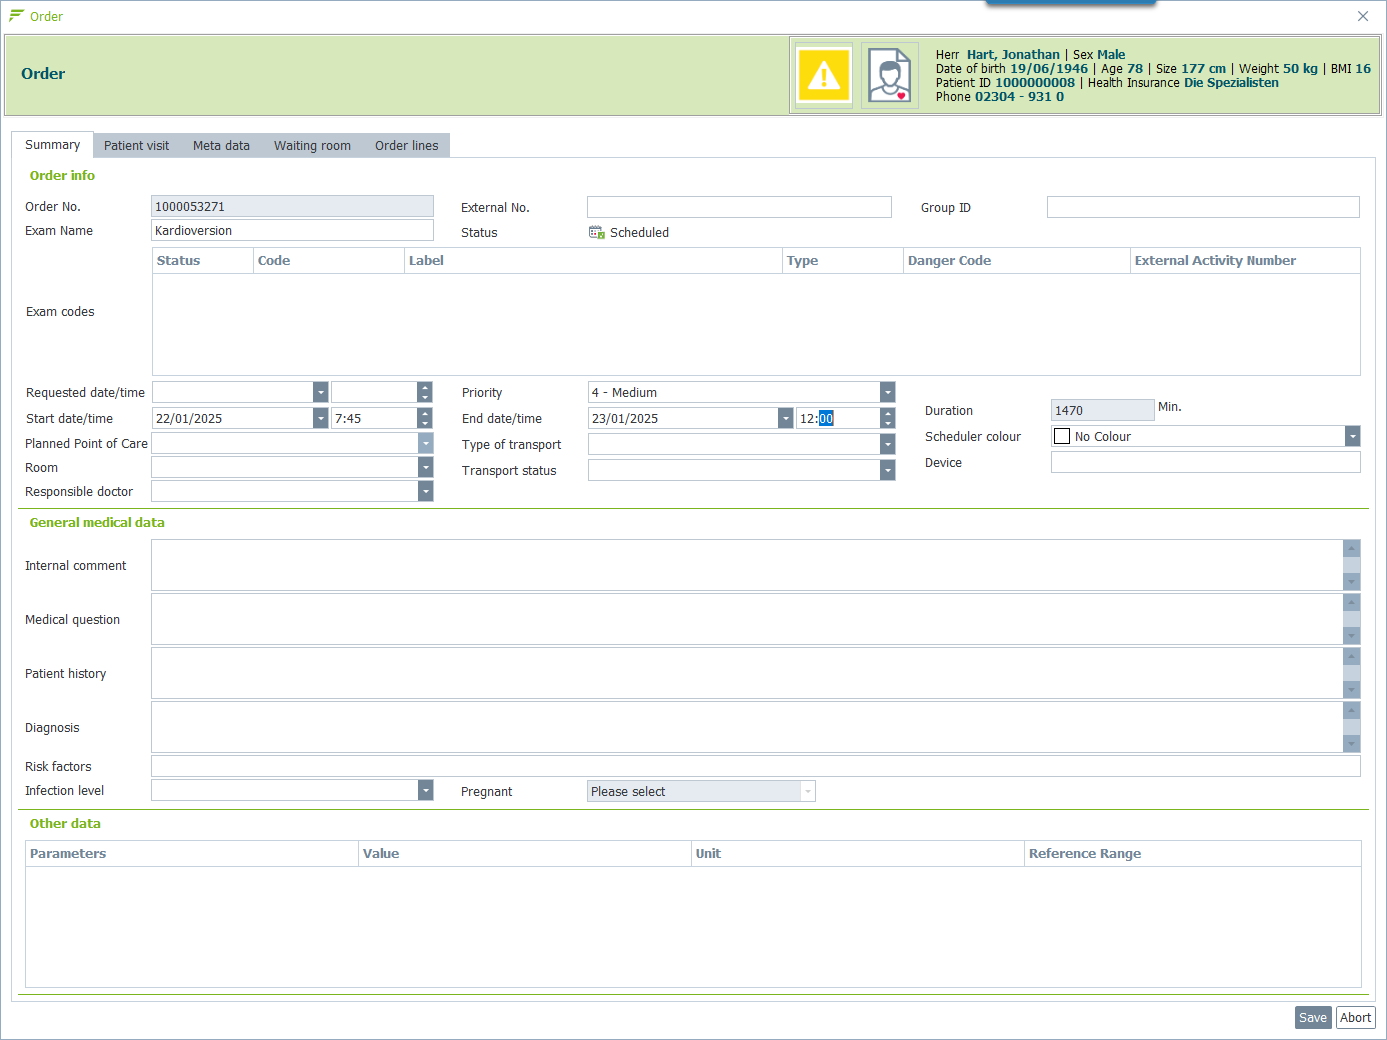 Order
Order
Herr Hart, Jonathan | Sex Male
Date of birth 19/06/1946 | Age 78 | Size 177 cm | Weight 50 kg | BMI 16
Patient ID 1000000008 | Health Insurance Die Spezialisten
Phone 02304 - 931 0
Summary Patient visit Meta data Waiting room Order lines
Order info
Order No. 1000053271 External No. Group ID
Exam Name Kardioversion Status Scheduled
Status Code Label Type Danger Code External Activity Number
Exam codes
Requested date/time Priority 4 - Medium
Start date/time 22/01/2025 7:45 End date/time 23/01/2025 12:00 Duration 1470 Min.
Planned Point of Care Type of transport Scheduler colour No Colour
Room Transport status Device
Responsible doctor
General medical data
Internal comment
Medical question
Patient history
Diagnosis
Risk factors
Infection level Pregnant Please select
Other data
Parameters Value Unit Reference Range
Save Abort